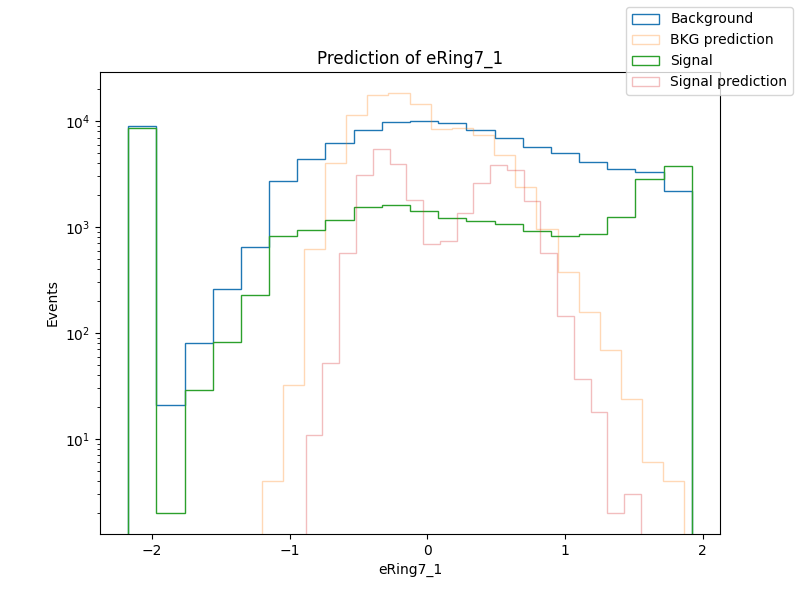 Prediction of eRing7_1
Background
BKG prediction
Signal
Signal prediction
Events
10^4
10^3
10^2
10^1
−2
−1
0
1
2
eRing7_1